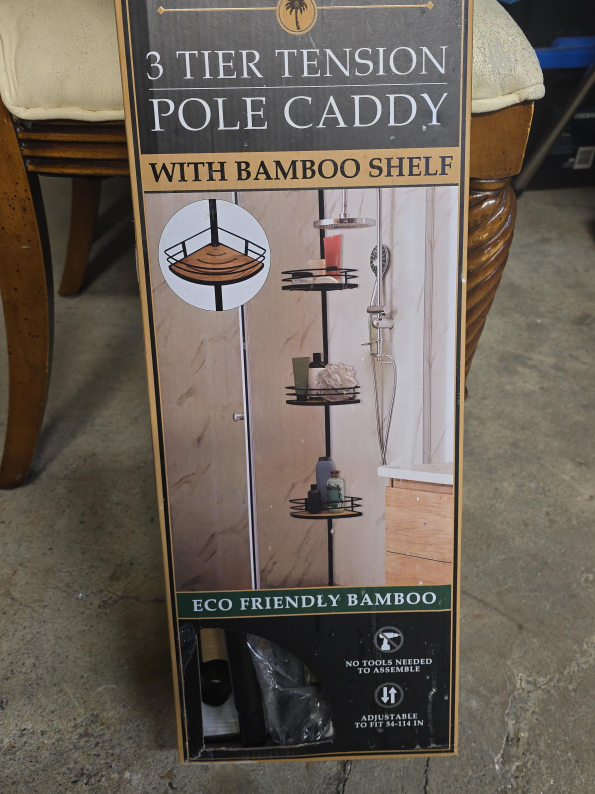 3 TIER TENSION
POLE CADDY
WITH BAMBOO SHELF
ECO FRIENDLY BAMBOO
NO TOOLS NEEDED
TO ASSEMBLE
ADJUSTABLE
TO FIT 54-114 IN